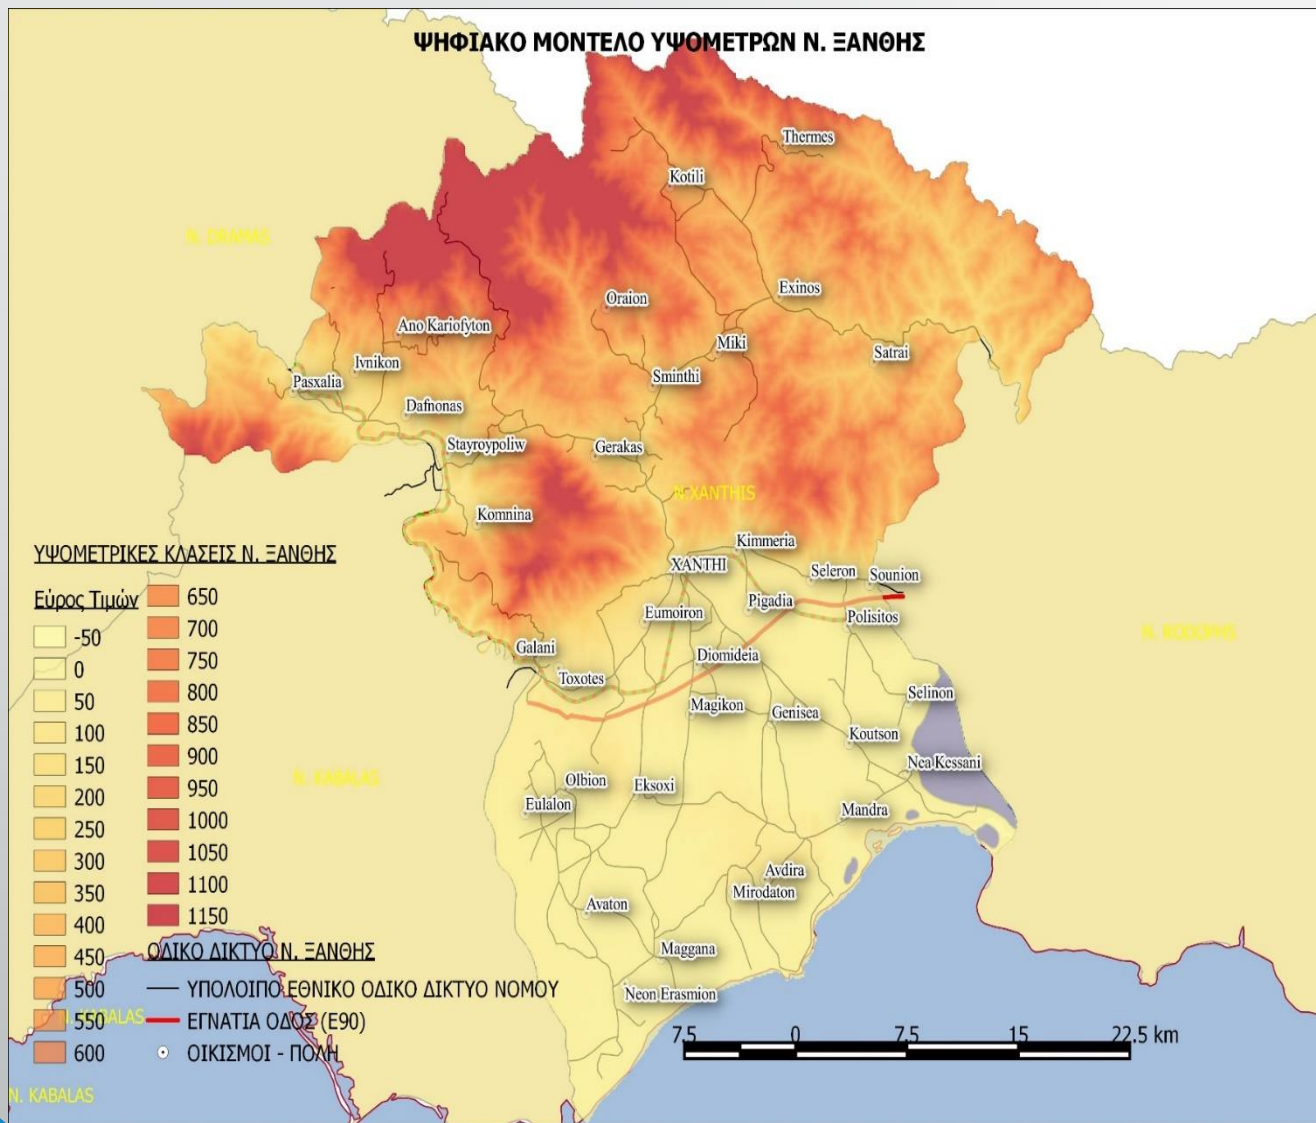 ΨΗΦΙΑΚΟ ΜΟΝΤΕΛΟ ΥΨΟΜΕΤΡΩΝ Ν. ΞΑΝΘΗΣ
Thermes
Kotili
N. DRAMAS
Exinos
Oraion
Ano Kariofyton
Miki
Satrai
Ivnikon
Sminthi
Pasxalia
Dafnonas
Stayroypoliw
Gerakas
N.XANTHIS
Komnina
Kimmeria
XANTHI
Seleron
Sounion
Pigadia
Eumoiron
Polisitos
N. RODOPHS
Galani
Diomideia
Toxotes
Selinon
Magikon
Genisea
Koutson
Nea Kessani
N. KABALAS
Olbion
Eksoxi
Eulalon
Mandra
Avdira
Mirodaton
Avaton
Maggana
Neon Erasmion
ΥΨΟΜΕΤΡΙΚΕΣ ΚΛΑΣΕΙΣ Ν. ΞΑΝΘΗΣ
Εύρος Τιμών
-50
0
50
100
150
200
250
300
350
400
450
500
550
600
650
700
750
800
850
900
950
1000
1050
1100
1150
ΟΔΙΚΟ ΔΙΚΤΥΟ Ν. ΞΑΝΘΗΣ
ΥΠΟΛΟΙΠΟ ΕΘΝΙΚΟ ΟΔΙΚΟ ΔΙΚΤΥΟ ΝΟΜΟΥ
ΕΓΝΑΤΙΑ ΟΔΟΣ (Ε90)
ΟΙΚΙΣΜΟΙ - ΠΟΛΗ
N. KABALAS
N. KABALAS
7.5 0 7.5 15 22.5 km